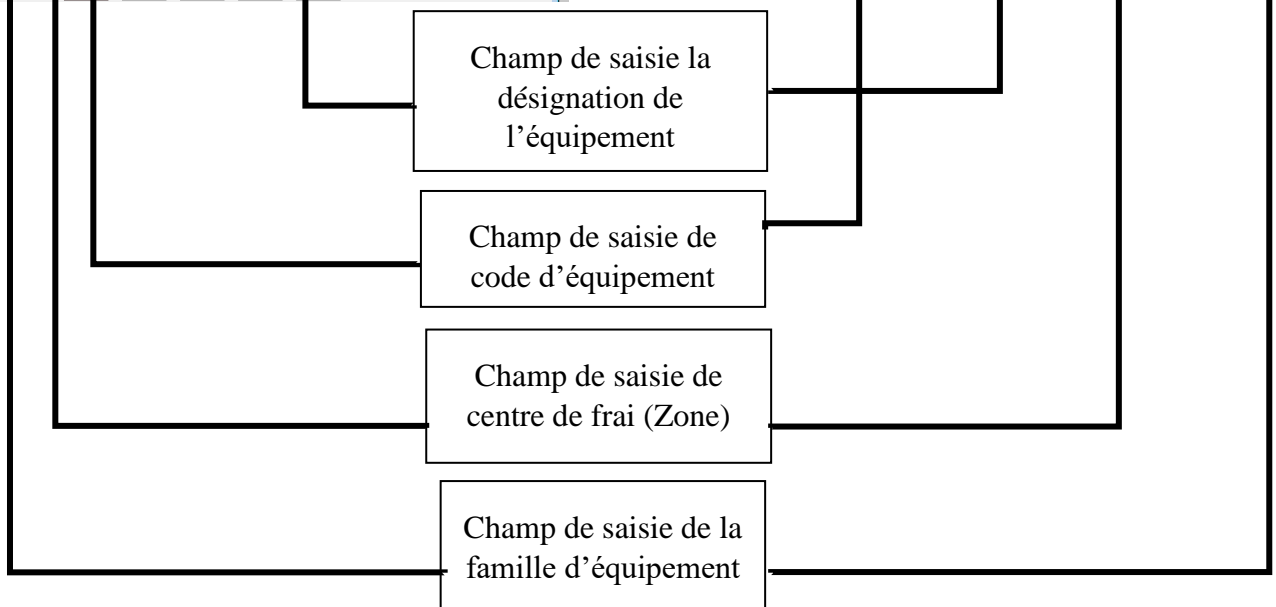 Champ de saisie la
désignation de
l’équipement
Champ de saisie de
code d’équipement
Champ de saisie de
centre de frai (Zone)
Champ de saisie de la
famille d’équipement